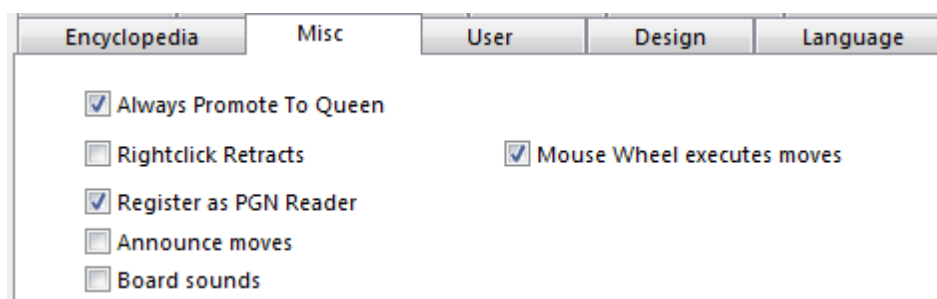 Encyclopedia Misc User Design Language
Always Promote To Queen
Rightclick Retracts Mouse Wheel executes moves
Register as PGN Reader
Announce moves
Board sounds